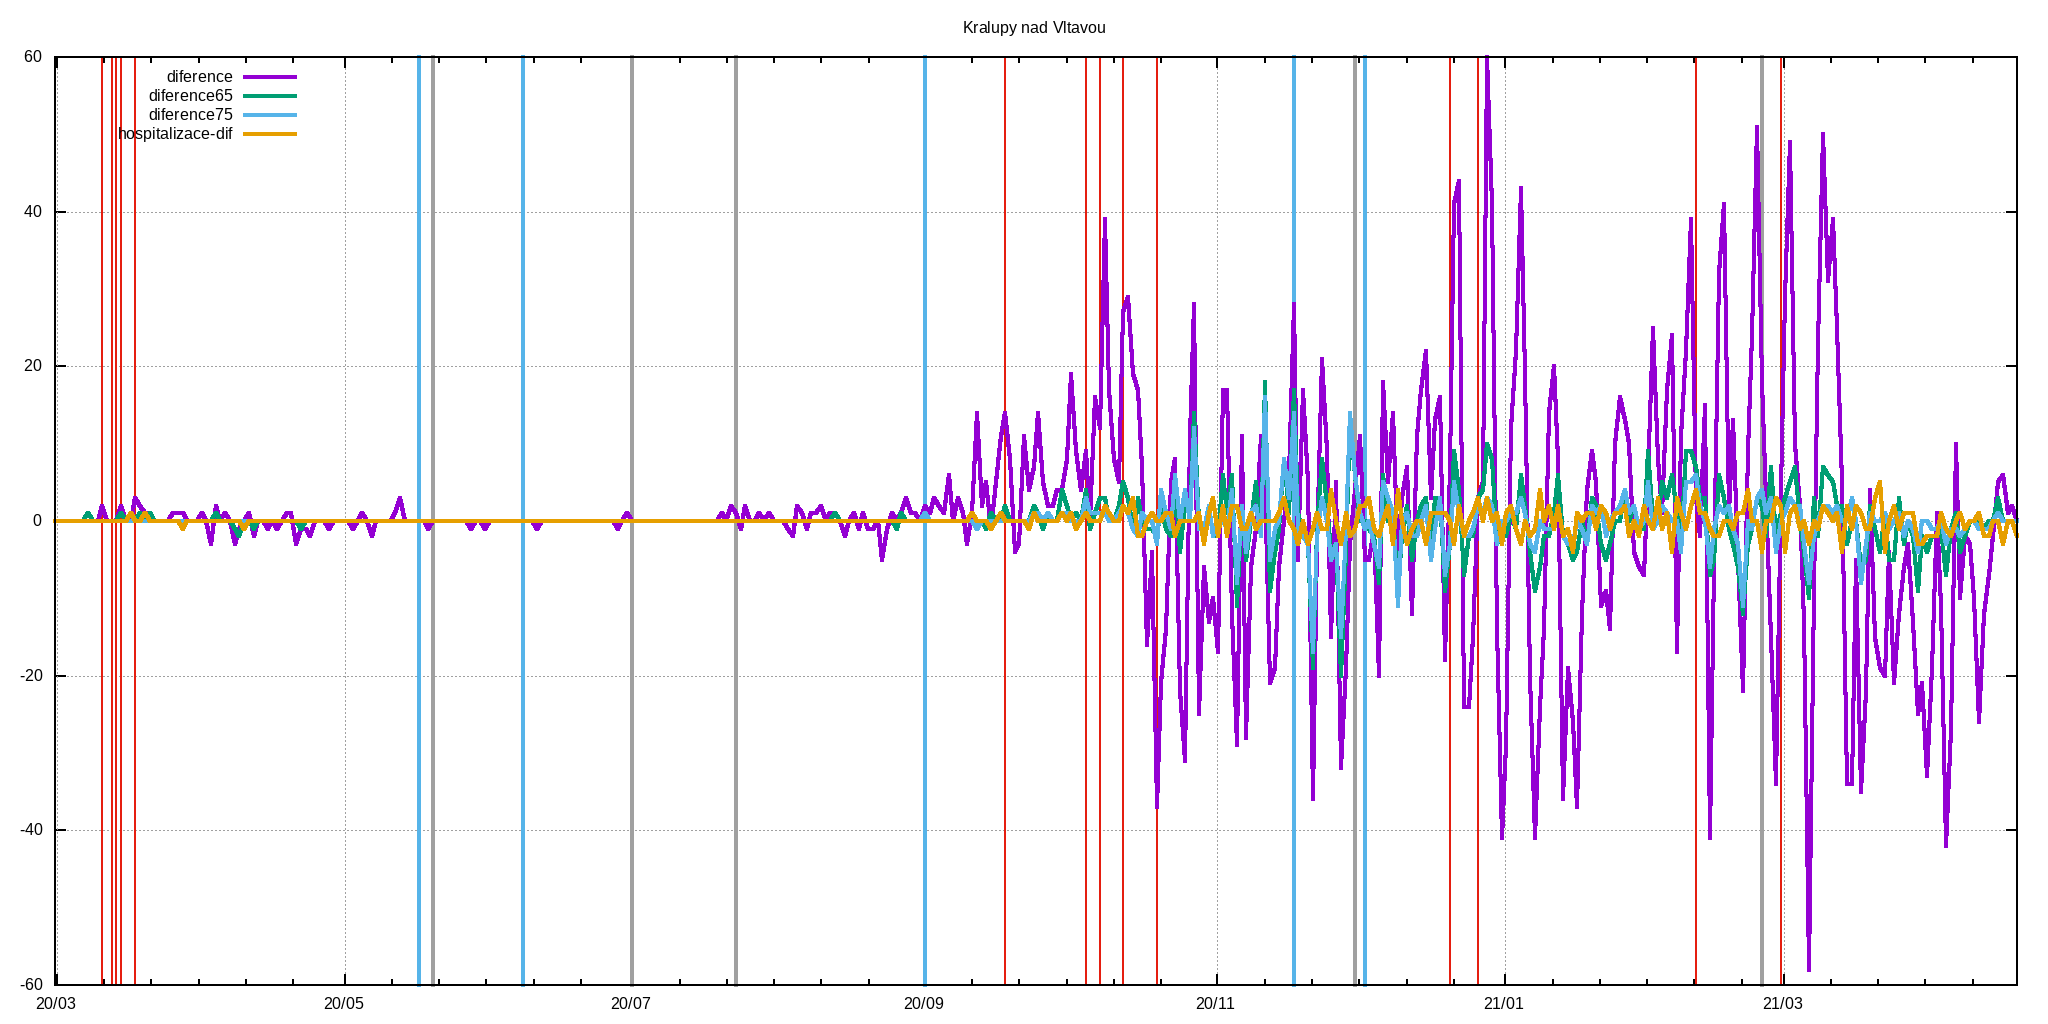 Kralupy nad Vltavou
60
40
20
0
-20
-40
-60
diference
diference65
diference75
hospitalizace-dif
20/03 20/05 20/07 20/09 20/11 21/01 21/03